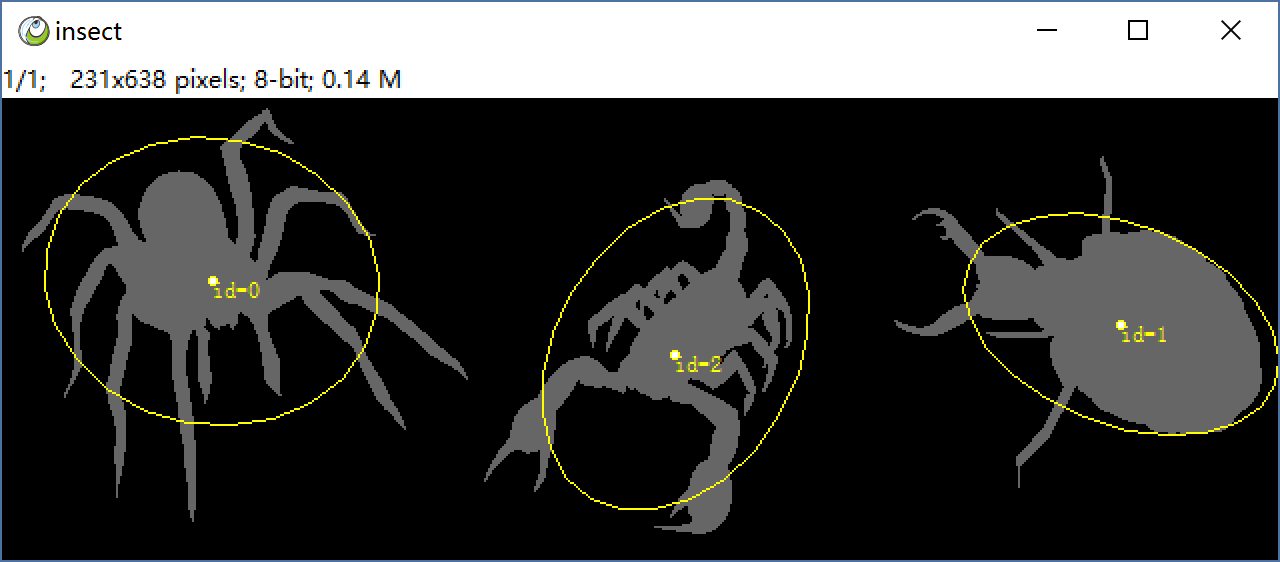 insect
1/1;   231x638 pixels; 8-bit; 0.14 M
id=0
id=2
id=1